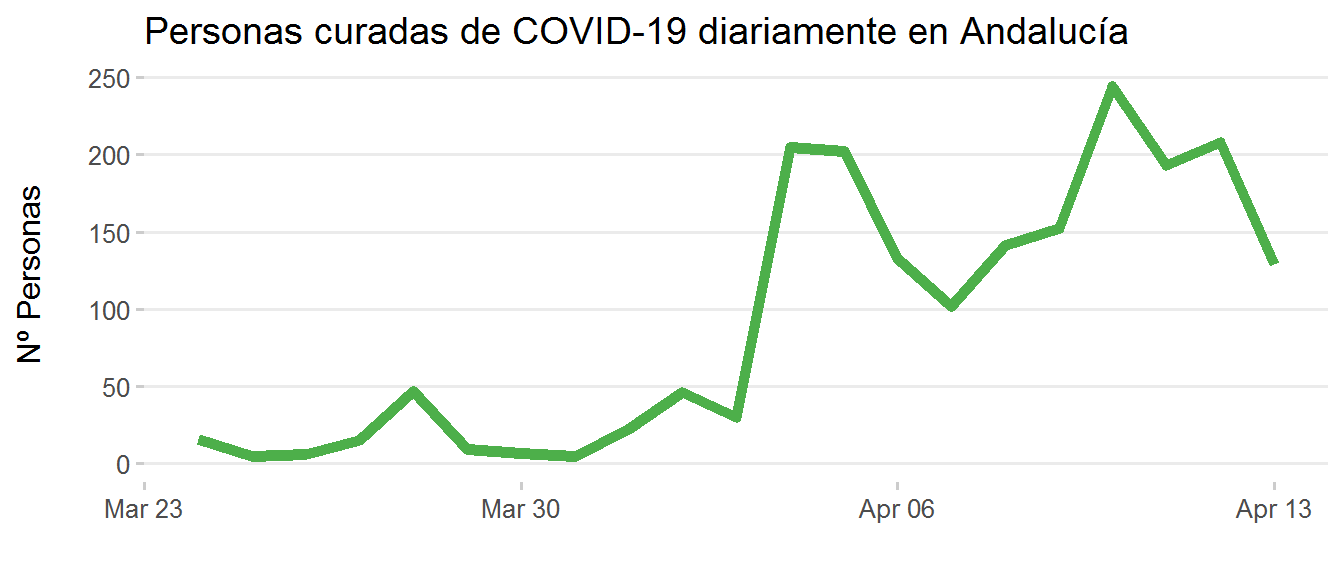 Personas curadas de COVID-19 diariamente en Andalucía
Nº Personas
250
200
150
100
50
0
Mar 23 Mar 30 Apr 06 Apr 13